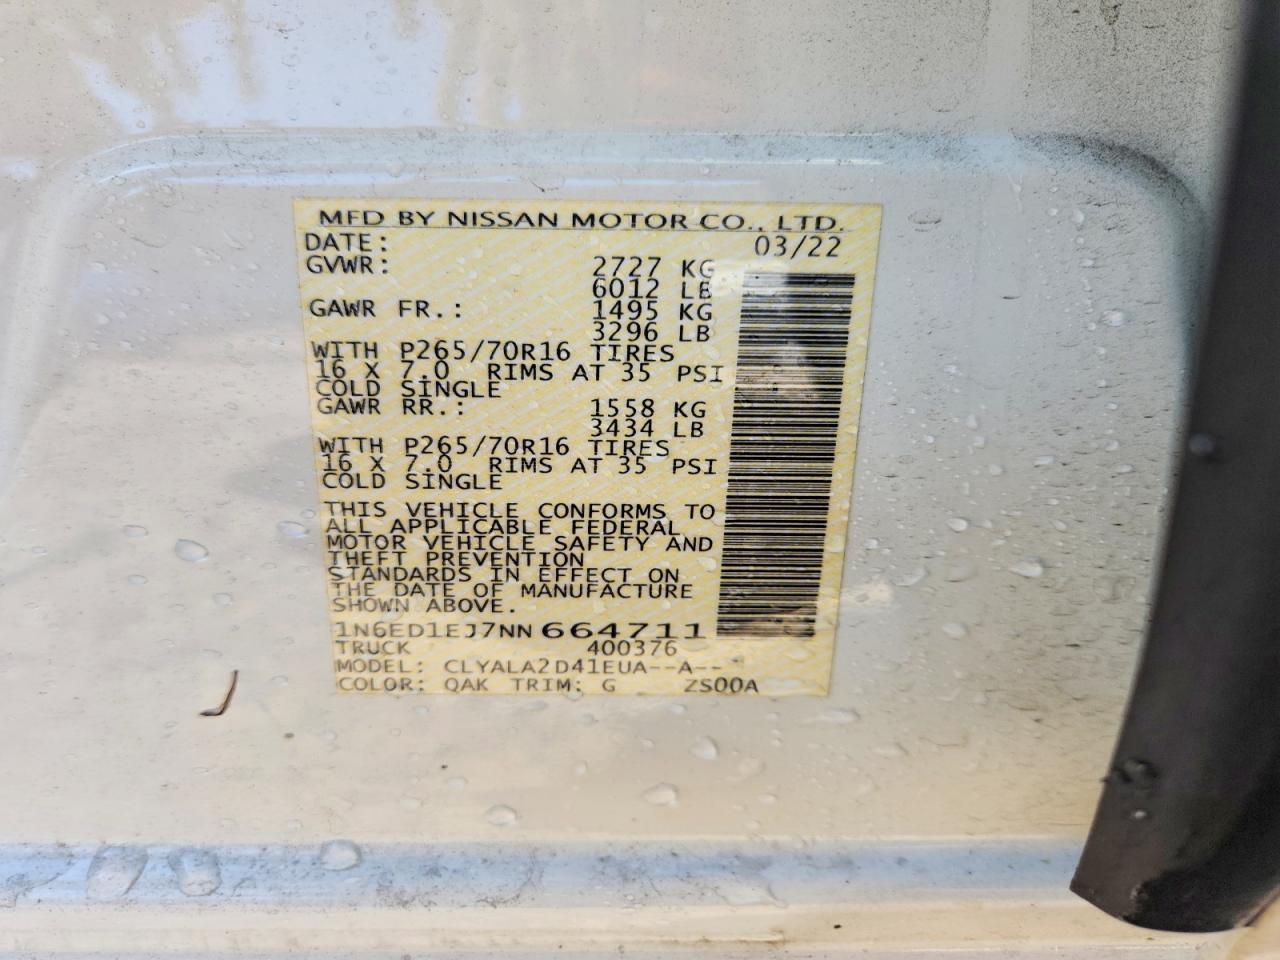 MFD BY NISSAN MOTOR CO., LTD.
DATE: 03/22
GVWR: 2727 KG
6012 LB
GAWR FR.: 1495 KG
3296 LB
WITH P265/70R16 TIRES
16 X 7.0 RIMS AT 35 PSI
COLD SINGLE
GAWR RR.: 1558 KG
3434 LB
WITH P265/70R16 TIRES
16 X 7.0 RIMS AT 35 PSI
COLD SINGLE
THIS VEHICLE CONFORMS TO
ALL APPLICABLE FEDERAL
MOTOR VEHICLE SAFETY AND
THEFT PREVENTION
STANDARDS IN EFFECT ON
THE DATE OF MANUFACTURE
SHOWN ABOVE.
1N6ED1EJ7NN664711
TRUCK 400376
MODEL: CLYALA2D41EUA--A--
COLOR: QAK TRIM: G ZS00A